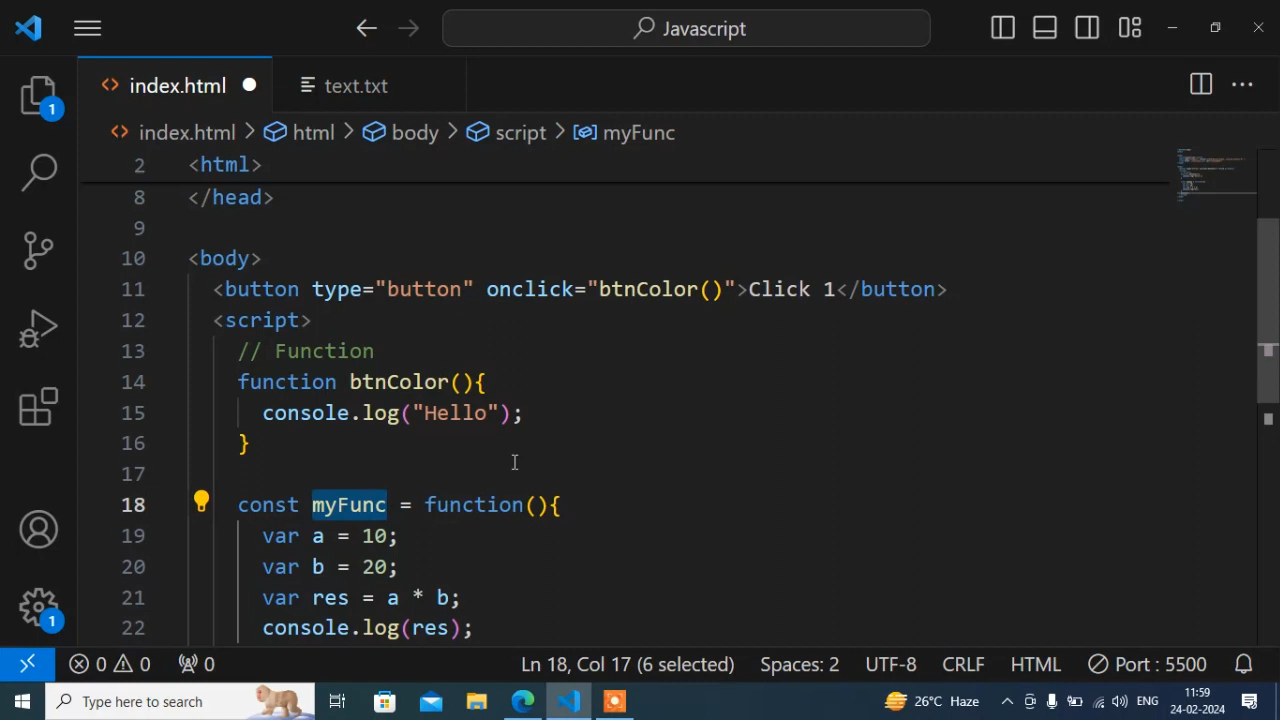 Javascript
index.html
text.txt
index.html > html > body > script > myFunc
2 <html>
8 </head>
9
10 <body>
11 <button type="button" onclick="btnColor()">Click 1</button>
12 <script>
13 // Function
14 function btnColor(){
15 console.log("Hello");
16 }
17
18 const myFunc = function(){
19 var a = 10;
20 var b = 20;
21 var res = a * b;
22 console.log(res);
1
1
0 0 0 Ln 18, Col 17 (6 selected) Spaces: 2 UTF-8 CRLF HTML Port : 5500
Type here to search 26°C Haze ENG 11:59
24-02-2024